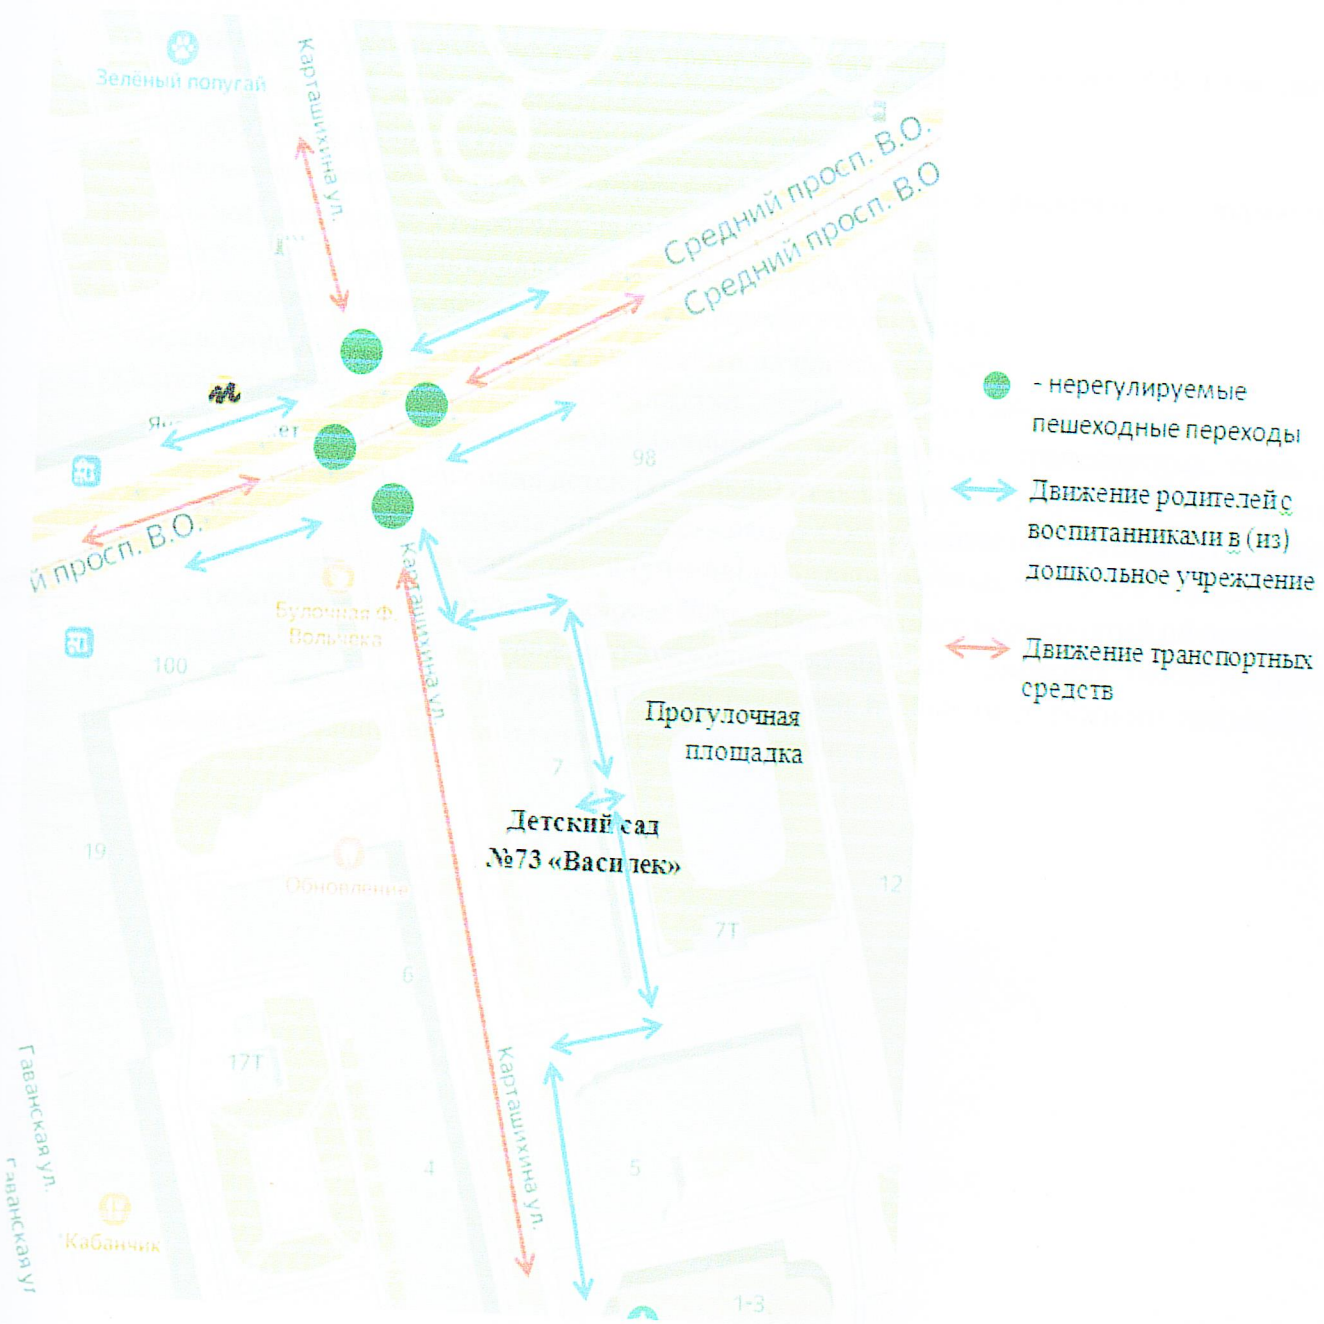 Зелёный попугай
Карташихина ул.
Средний просп. В.О.
Средний просп. В.О
98
й просп. В.О.
Булочная Ф.
Вольчека
Карташихина ул.
100
7
Прогулочная
площадка
Детский сад
№73 «Василек»
19
Обновление
12
7Т
6
17Т
Карташихина ул.
Гаванская ул.
Гаванская ул
4
5
"Кабанчик
1-3
- нерегулируемые
пешеходные переходы
Движение родителей с
воспитанниками в (из)
дошкольное учреждение
Движение транспортных
средств